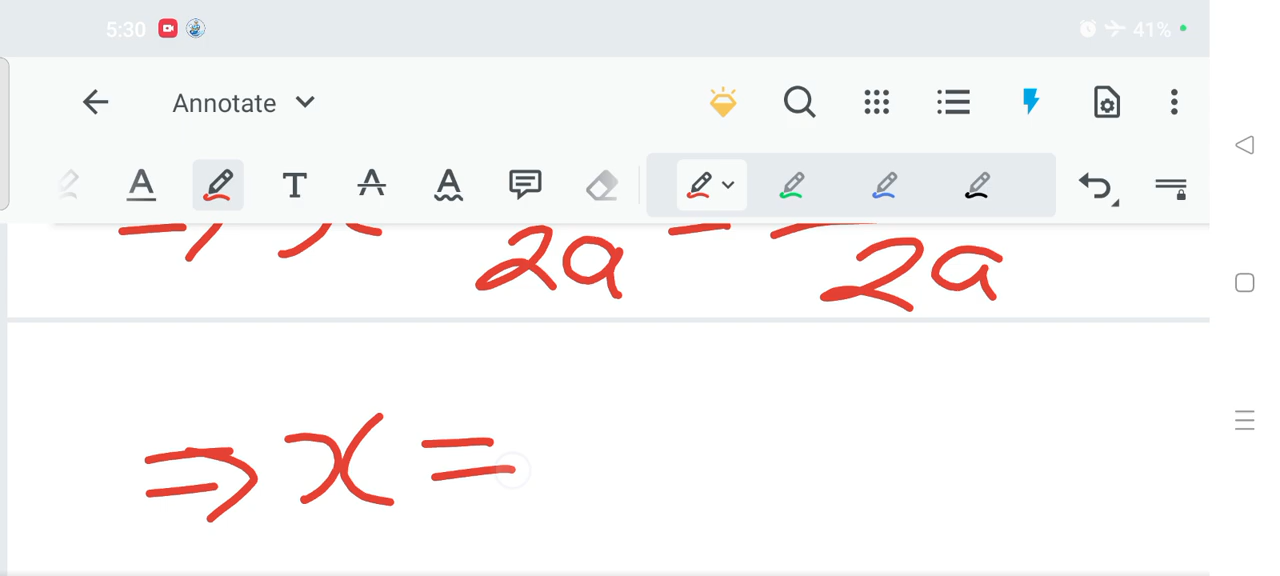 5:30 41%
Annotate
A T A A
⇒ x 2a = 2a
⇒ x =